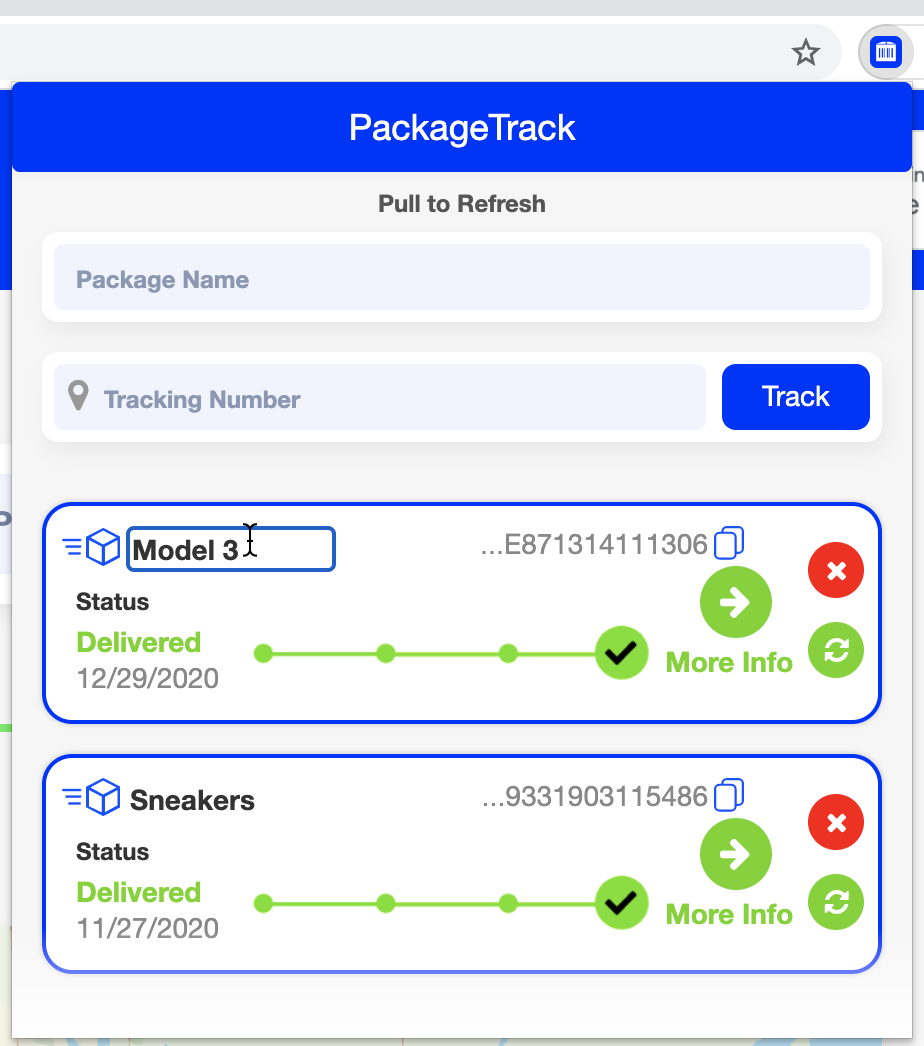 PackageTrack
Pull to Refresh
Package Name
Tracking Number
Track
Model 3
...E871314111306
Status
Delivered
12/29/2020
More Info
Sneakers
...9331903115486
Status
Delivered
11/27/2020
More Info